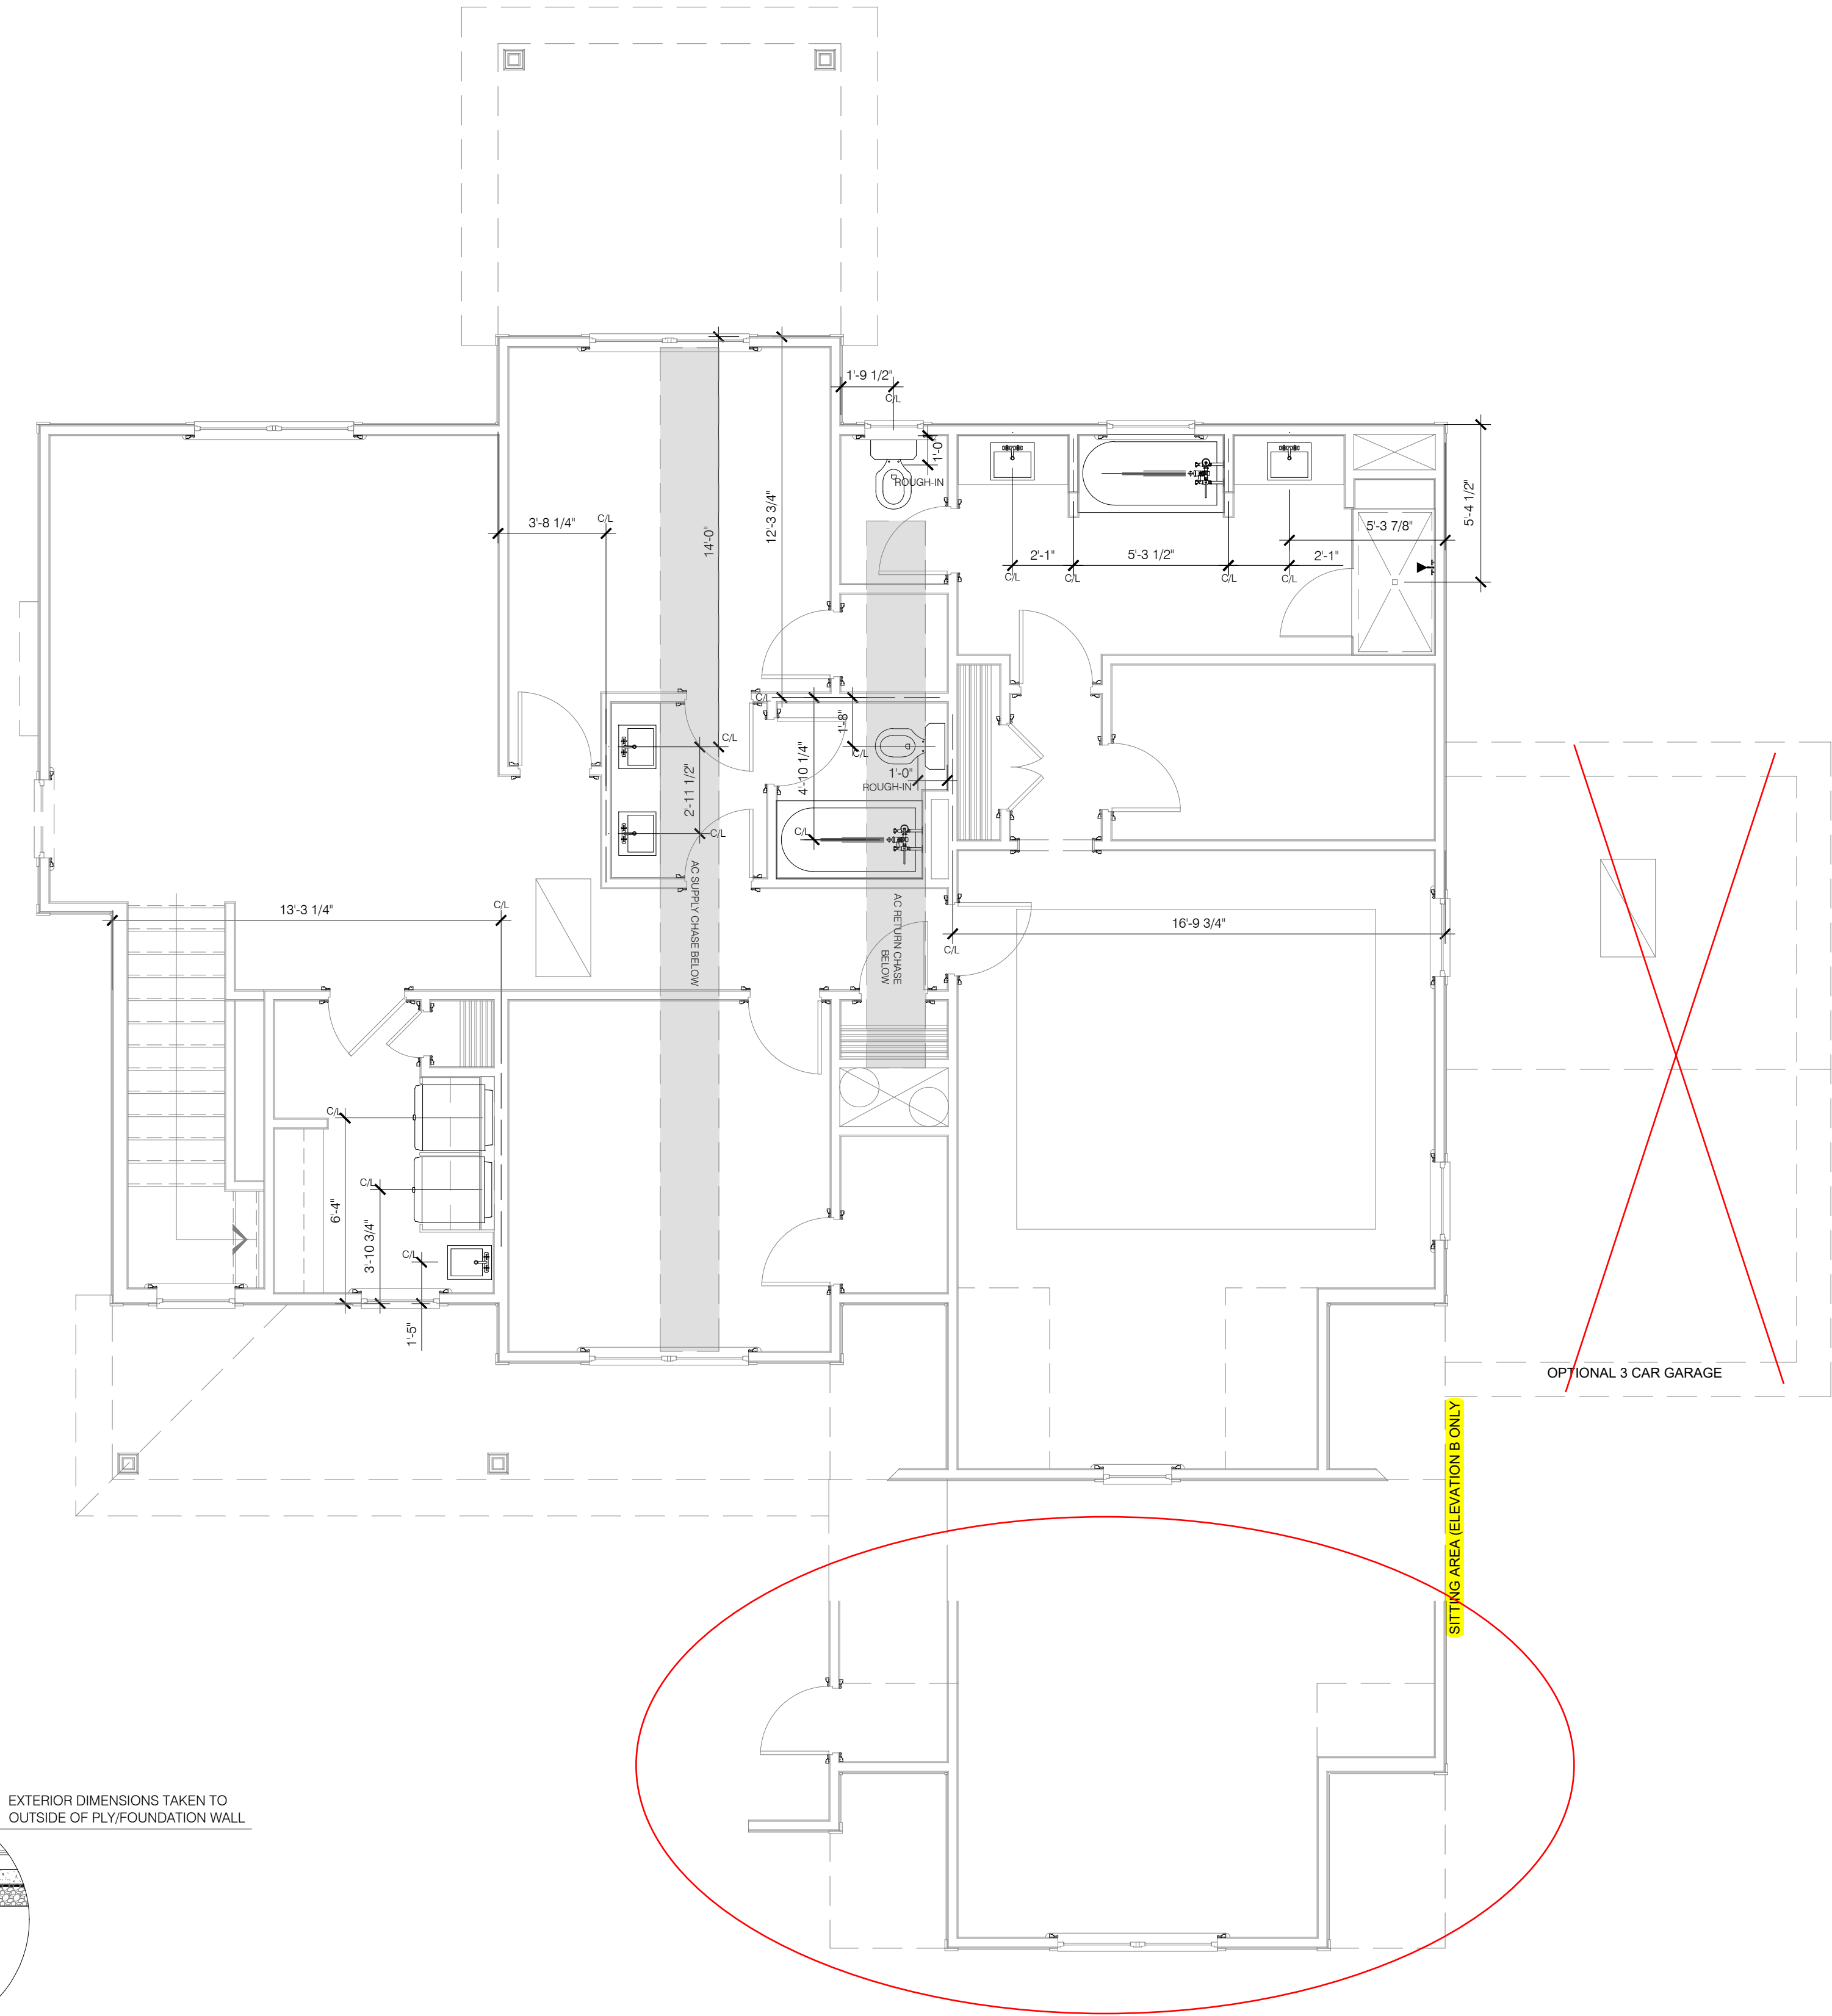 1'-9 1/2"
C/L
1'-0
ROUGH-IN
3'-8 1/4"
C/L
14'-0"
12'-3 3/4"
5'-4 1/2"
5'-3 7/8"
2'-1"
5'-3 1/2"
2'-1"
C/L
C/L
C/L
C/L
C/L
1'-8"
C/L
C/L
2'-11 1/2"
4'-10 1/4"
1'-0"
ROUGH-IN
C/L
C/L
AC SUPPLY CHASE BELOW
AC RETURN CHASE
BELOW
13'-3 1/4"
C/L
16'-9 3/4"
C/L
C/L
6'-4"
C/L
3'-10 3/4"
C/L
1'-5"
OPTIONAL 3 CAR GARAGE
SITTING AREA (ELEVATION B ONLY
EXTERIOR DIMENSIONS TAKEN TO
OUTSIDE OF PLY/FOUNDATION WALL